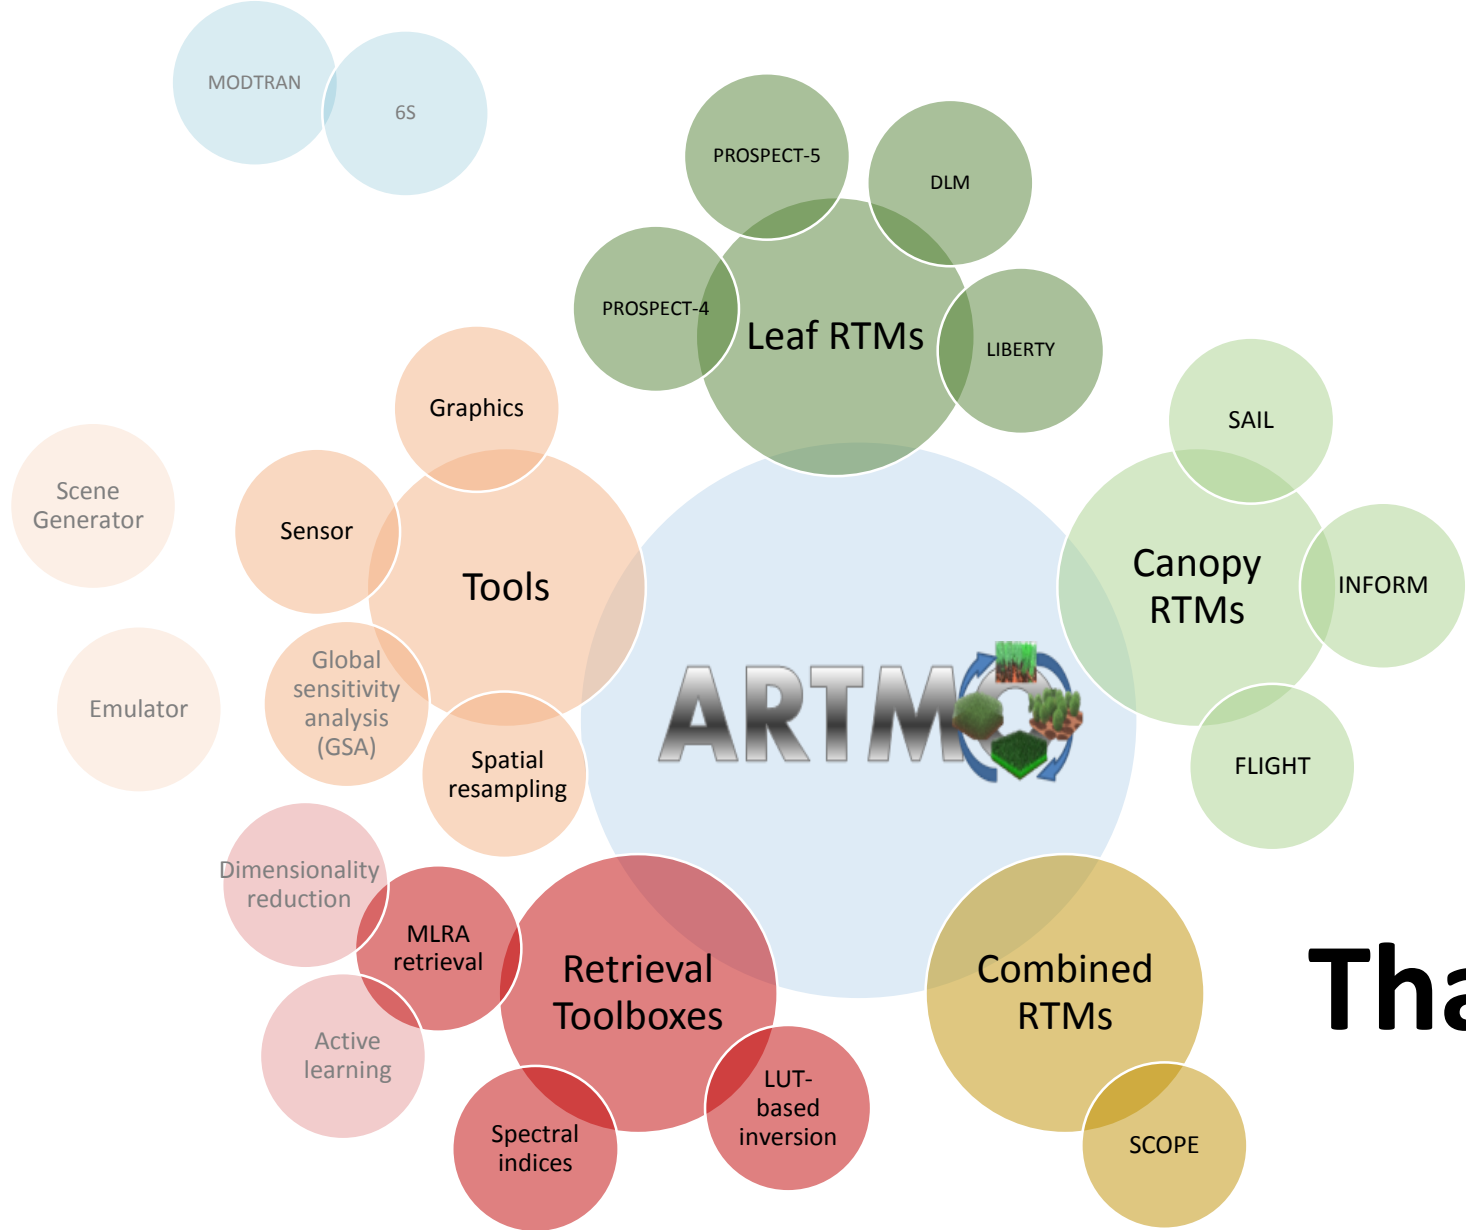 MODTRAN
6S
PROSPECT-5
DLM
PROSPECT-4
Leaf RTMs
LIBERTY
Graphics
SAIL
Scene
Generator
Sensor
Tools
Canopy
RTMs
INFORM
Global
sensitivity
analysis
(GSA)
Emulator
ARTMO
Spatial
resampling
FLIGHT
Dimensionality
reduction
MLRA
retrieval
Retrieval
Toolboxes
Combined
RTMs
Tha
Active
learning
LUT-
based
inversion
Spectral
indices
SCOPE